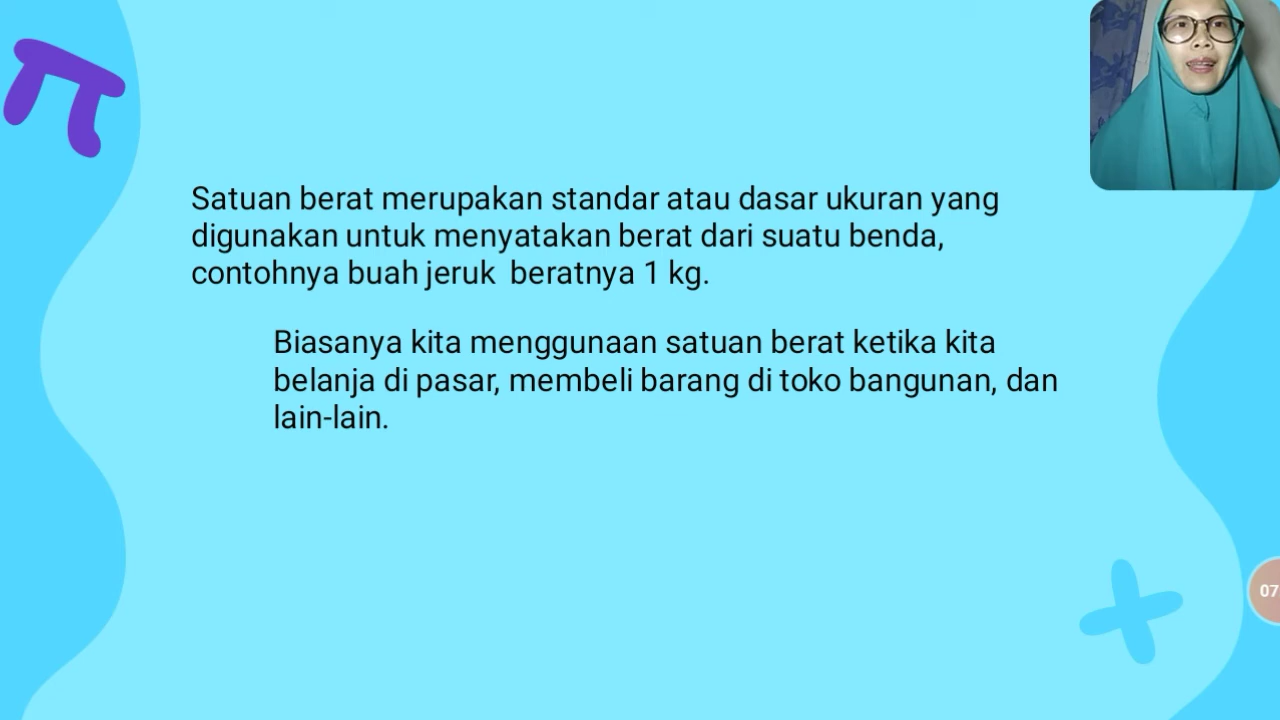 Satuan berat merupakan standar atau dasar ukuran yang
digunakan untuk menyatakan berat dari suatu benda,
contohnya buah jeruk  beratnya 1 kg.
Biasanya kita menggunaan satuan berat ketika kita
belanja di pasar, membeli barang di toko bangunan, dan
lain-lain.
π
07